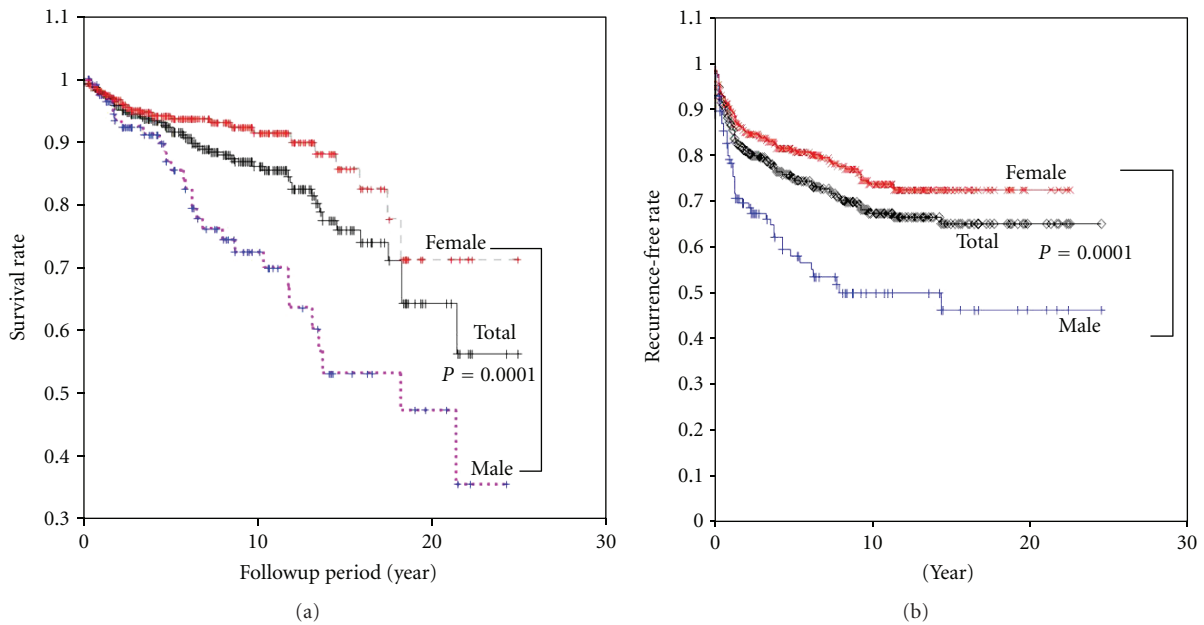 1.1
1
0.9
0.8
0.7
0.6
0.5
0.4
0.3
Survival rate
Female
Total
P = 0.0001
Male
0
10
20
30
Followup period (year)
(a)
1.1
1
0.9
0.8
0.7
0.6
0.5
0.4
0.3
0.2
0.1
0
Recurrence-free rate
Female
Total
P = 0.0001
Male
0
10
20
30
(Year)
(b)